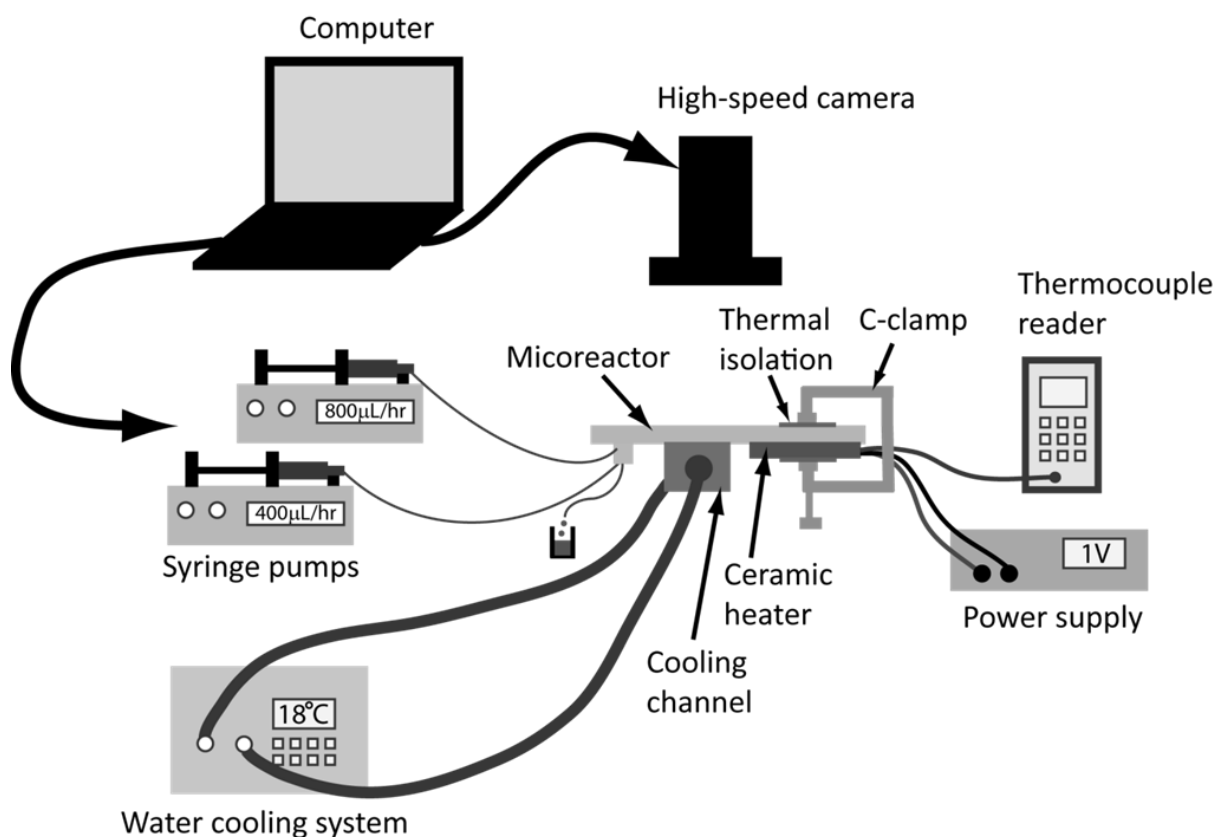 Computer
High-speed camera
Thermocouple
reader
Thermal
isolation
C-clamp
Micoreactor
800µL/hr
400µL/hr
Syringe pumps
1V
Power supply
Ceramic
heater
Cooling
channel
18°C
Water cooling system